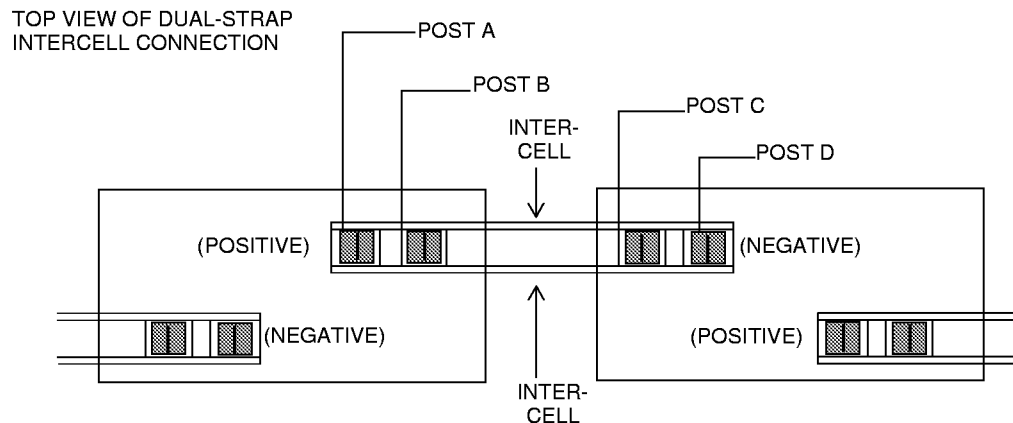 TOP VIEW OF DUAL-STRAP
INTERCELL CONNECTION
POST A
POST B
POST C
POST D
INTER-
CELL
(POSITIVE)
(NEGATIVE)
(NEGATIVE)
(POSITIVE)
INTER-
CELL